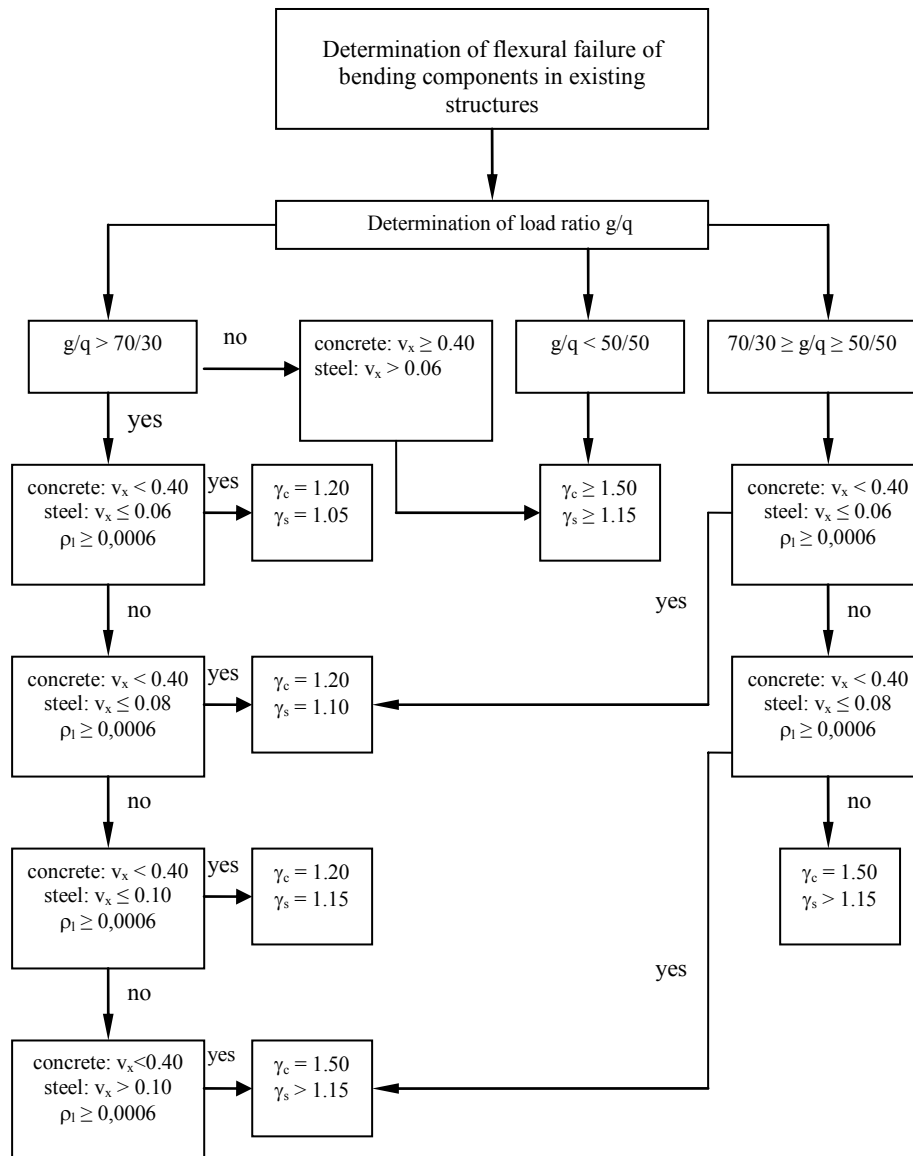 Determination of flexural failure of
bending components in existing
structures
Determination of load ratio g/q
g/q > 70/30
no
concrete: vₓ ≥ 0.40
steel: vₓ > 0.06
g/q < 50/50
70/30 ≥ g/q ≥ 50/50
yes
concrete: vₓ < 0.40
steel: vₓ ≤ 0.06
ρₗ ≥ 0,0006
yes
γc = 1.20
γs = 1.05
γc ≥ 1.50
γs ≥ 1.15
concrete: vₓ < 0.40
steel: vₓ ≤ 0.06
ρₗ ≥ 0,0006
no
yes
no
concrete: vₓ < 0.40
steel: vₓ ≤ 0.08
ρₗ ≥ 0,0006
yes
γc = 1.20
γs = 1.10
concrete: vₓ < 0.40
steel: vₓ ≤ 0.08
ρₗ ≥ 0,0006
no
no
concrete: vₓ < 0.40
steel: vₓ ≤ 0.10
ρₗ ≥ 0,0006
yes
γc = 1.20
γs = 1.15
γc = 1.50
γs > 1.15
yes
no
concrete: vₓ<0.40
steel: vₓ > 0.10
ρₗ ≥ 0,0006
yes
γc = 1.50
γs > 1.15